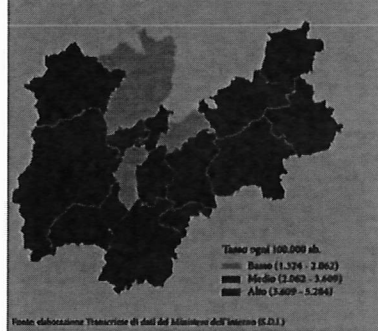 Tasso ogni 100.000 ab.
Basso (1.324 - 2.062)
Medio (2.062 - 3.609)
Alto (3.609 - 5.284)
Fonte: elaborazione Transcrime di dati del Ministero dell'Interno (S.D.I.)